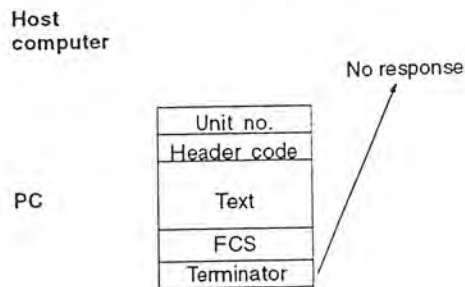 Host
computer
No response
Unit no.
Header code
PC
Text
FCS
Terminator